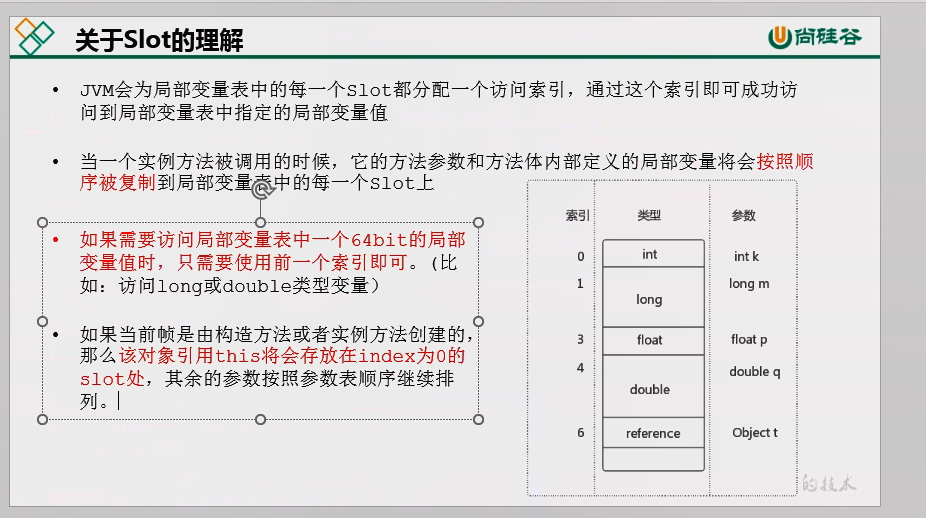 关于Slot的理解
尚硅谷
• JVM会为局部变量表中的每一个Slot都分配一个访问索引，通过这个索引即可成功访
问到局部变量表中指定的局部变量值
• 当一个实例方法被调用的时候，它的方法参数和方法体内部定义的局部变量将会按照顺
序被复制到局部变量表中的每一个Slot上
• 如果需要访问局部变量表中一个64bit的局部
变量值时，只需要使用前一个索引即可。(比
如：访问long或double类型变量）
• 如果当前帧是由构造方法或者实例方法创建的，
那么该对象引用this将会存放在index为0的
slot处，其余的参数按照参数表顺序继续排
列。
索引 类型 参数
0 int int k
1 long long m
3 float float p
4 double double q
6 reference Object t
的技术